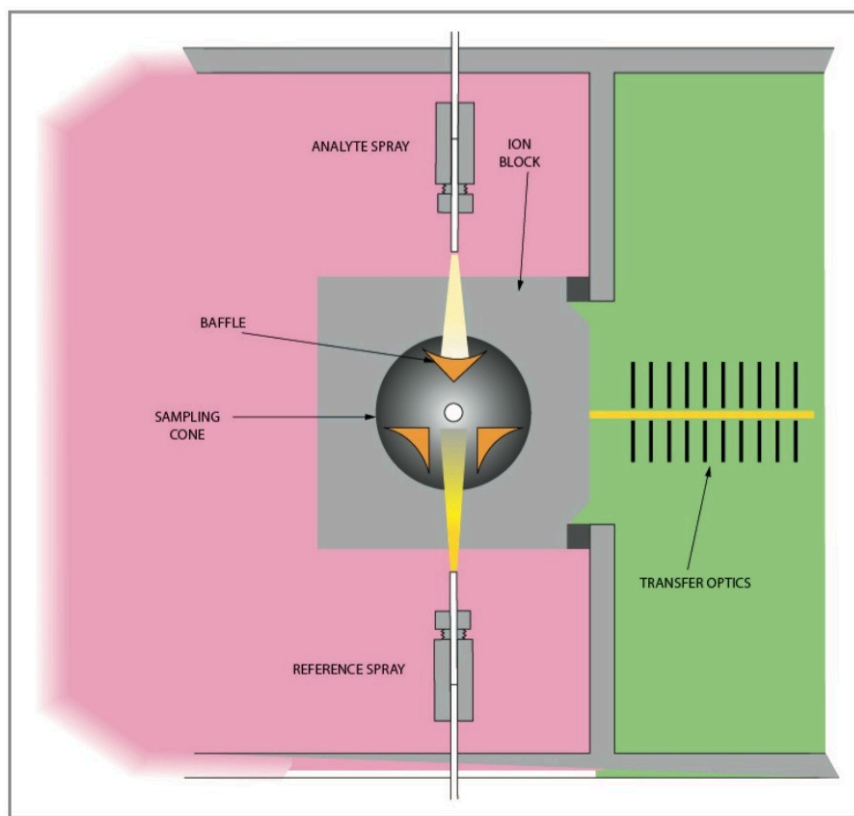 ANALYTE SPRAY
ION
BLOCK
BAFFLE
SAMPLING
CONE
TRANSFER OPTICS
REFERENCE SPRAY